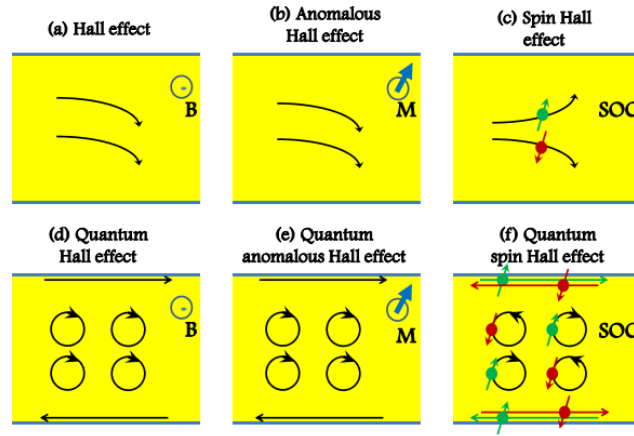 (a) Hall effect
(b) Anomalous
Hall effect
(c) Spin Hall
effect
B
M
SOC
(d) Quantum
Hall effect
(e) Quantum
anomalous Hall effect
(f) Quantum
spin Hall effect
B
M
SOC